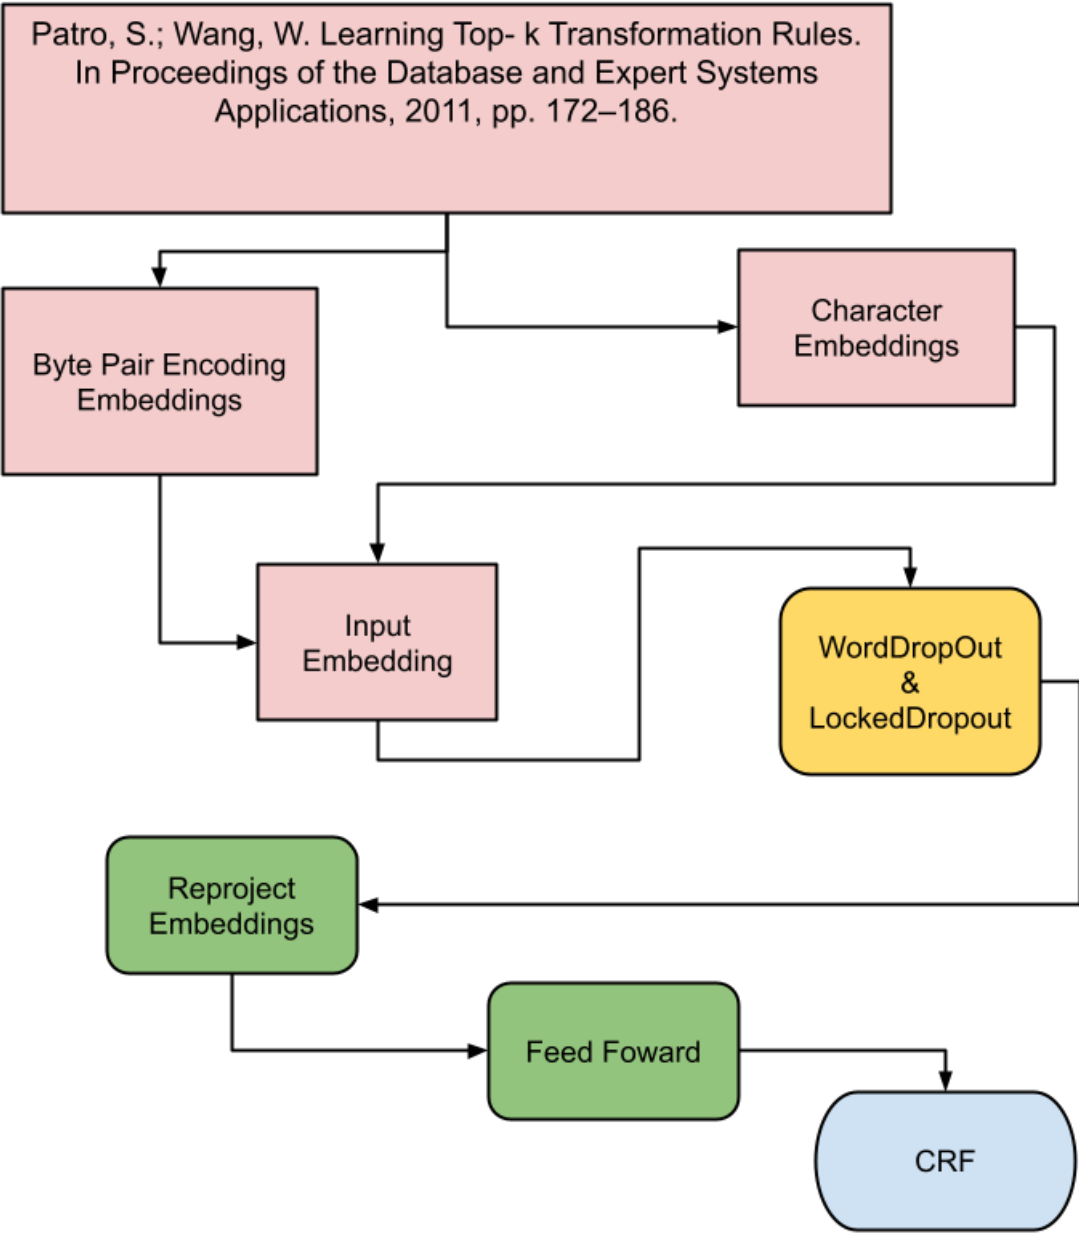 Patro, S.; Wang, W. Learning Top- k Transformation Rules.
In Proceedings of the Database and Expert Systems
Applications, 2011, pp. 172–186.
Character
Embeddings
Byte Pair Encoding
Embeddings
Input
Embedding
WordDropOut
&
LockedDropout
Reproject
Embeddings
Feed Foward
CRF